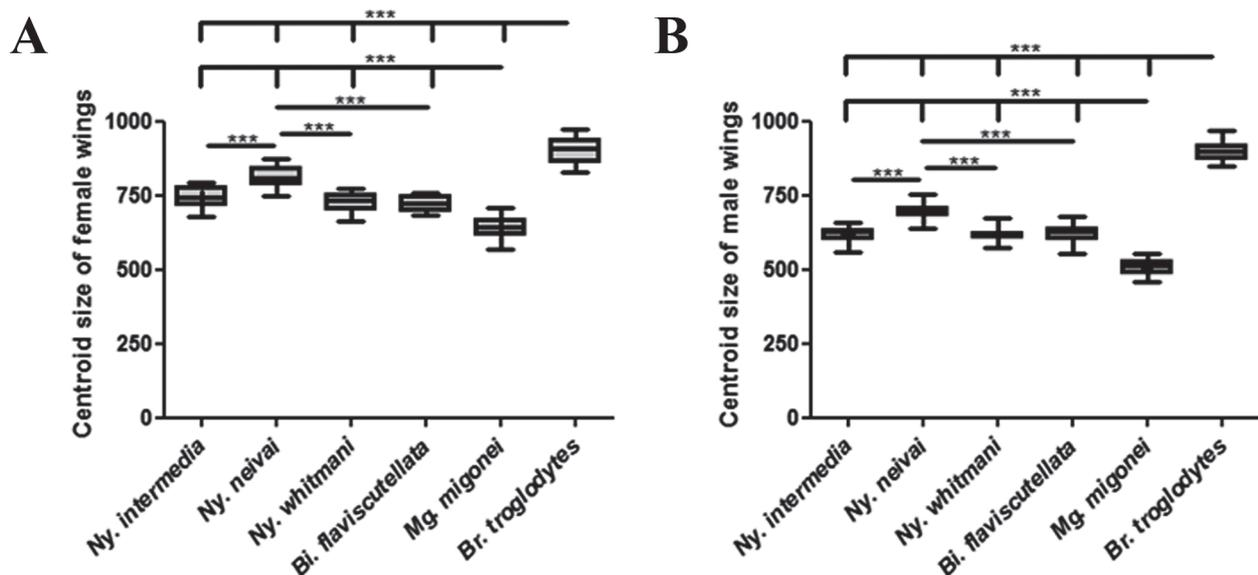 A
***
***
***
***
***
Centroid size of female wings
1000
750
500
250
0
Ny. intermedia
Ny. neivai
Ny. whitmani
Bi. flaviscutellata
Mg. migonei
Br. troglodytes
B
***
***
***
***
***
Centroid size of male wings
1000
750
500
250
0
Ny. intermedia
Ny. neivai
Ny. whitmani
Bi. flaviscutellata
Mg. migonei
Br. troglodytes